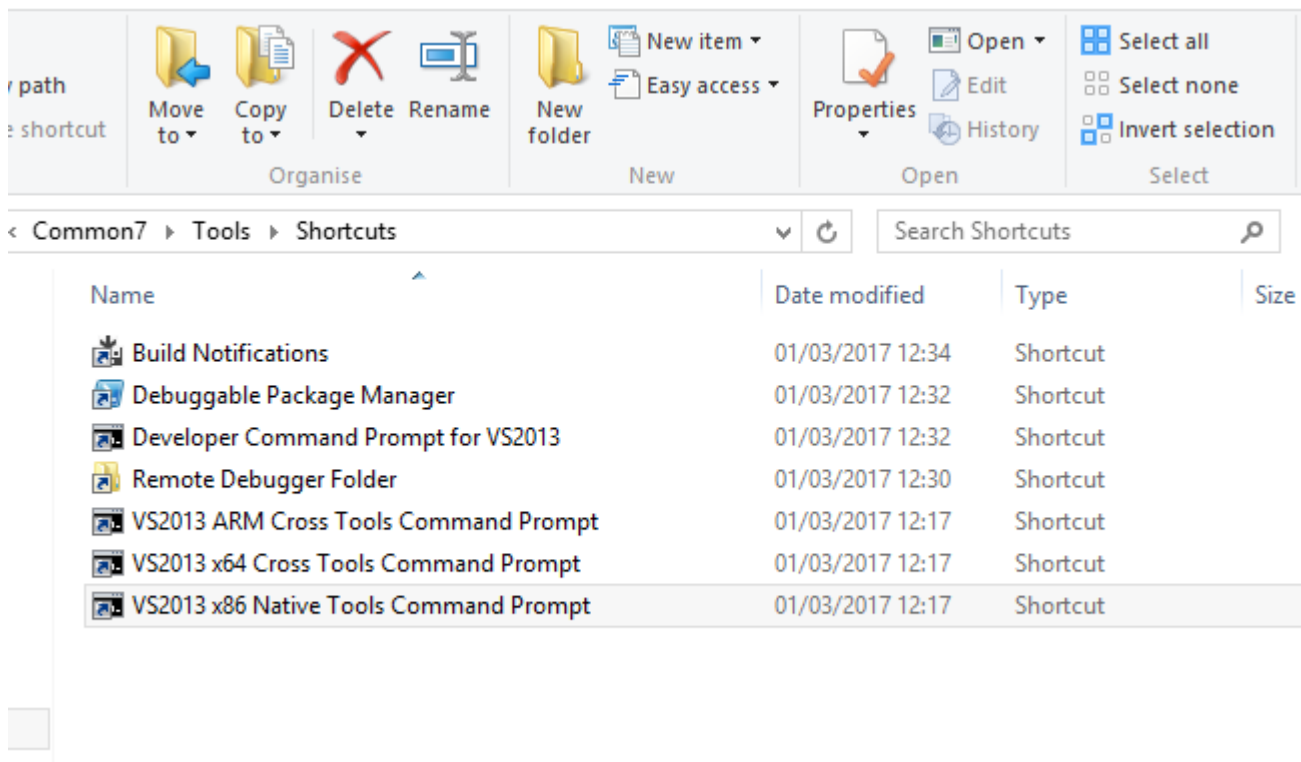 Move to
Copy to
Delete
Rename
New folder
New item
Easy access
Properties
Open
Edit
History
Select all
Select none
Invert selection
path
shortcut
Organise
New
Open
Select
Common7 Tools Shortcuts
Search Shortcuts
Name Date modified Type Size
Build Notifications 01/03/2017 12:34 Shortcut
Debuggable Package Manager 01/03/2017 12:32 Shortcut
Developer Command Prompt for VS2013 01/03/2017 12:32 Shortcut
Remote Debugger Folder 01/03/2017 12:30 Shortcut
VS2013 ARM Cross Tools Command Prompt 01/03/2017 12:17 Shortcut
VS2013 x64 Cross Tools Command Prompt 01/03/2017 12:17 Shortcut
VS2013 x86 Native Tools Command Prompt 01/03/2017 12:17 Shortcut